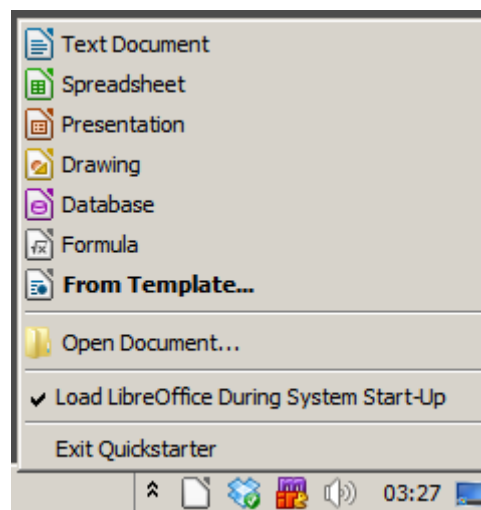 Text Document
Spreadsheet
Presentation
Drawing
Database
Formula
From Template...
Open Document...
Load LibreOffice During System Start-Up
Exit Quickstarter
03:27